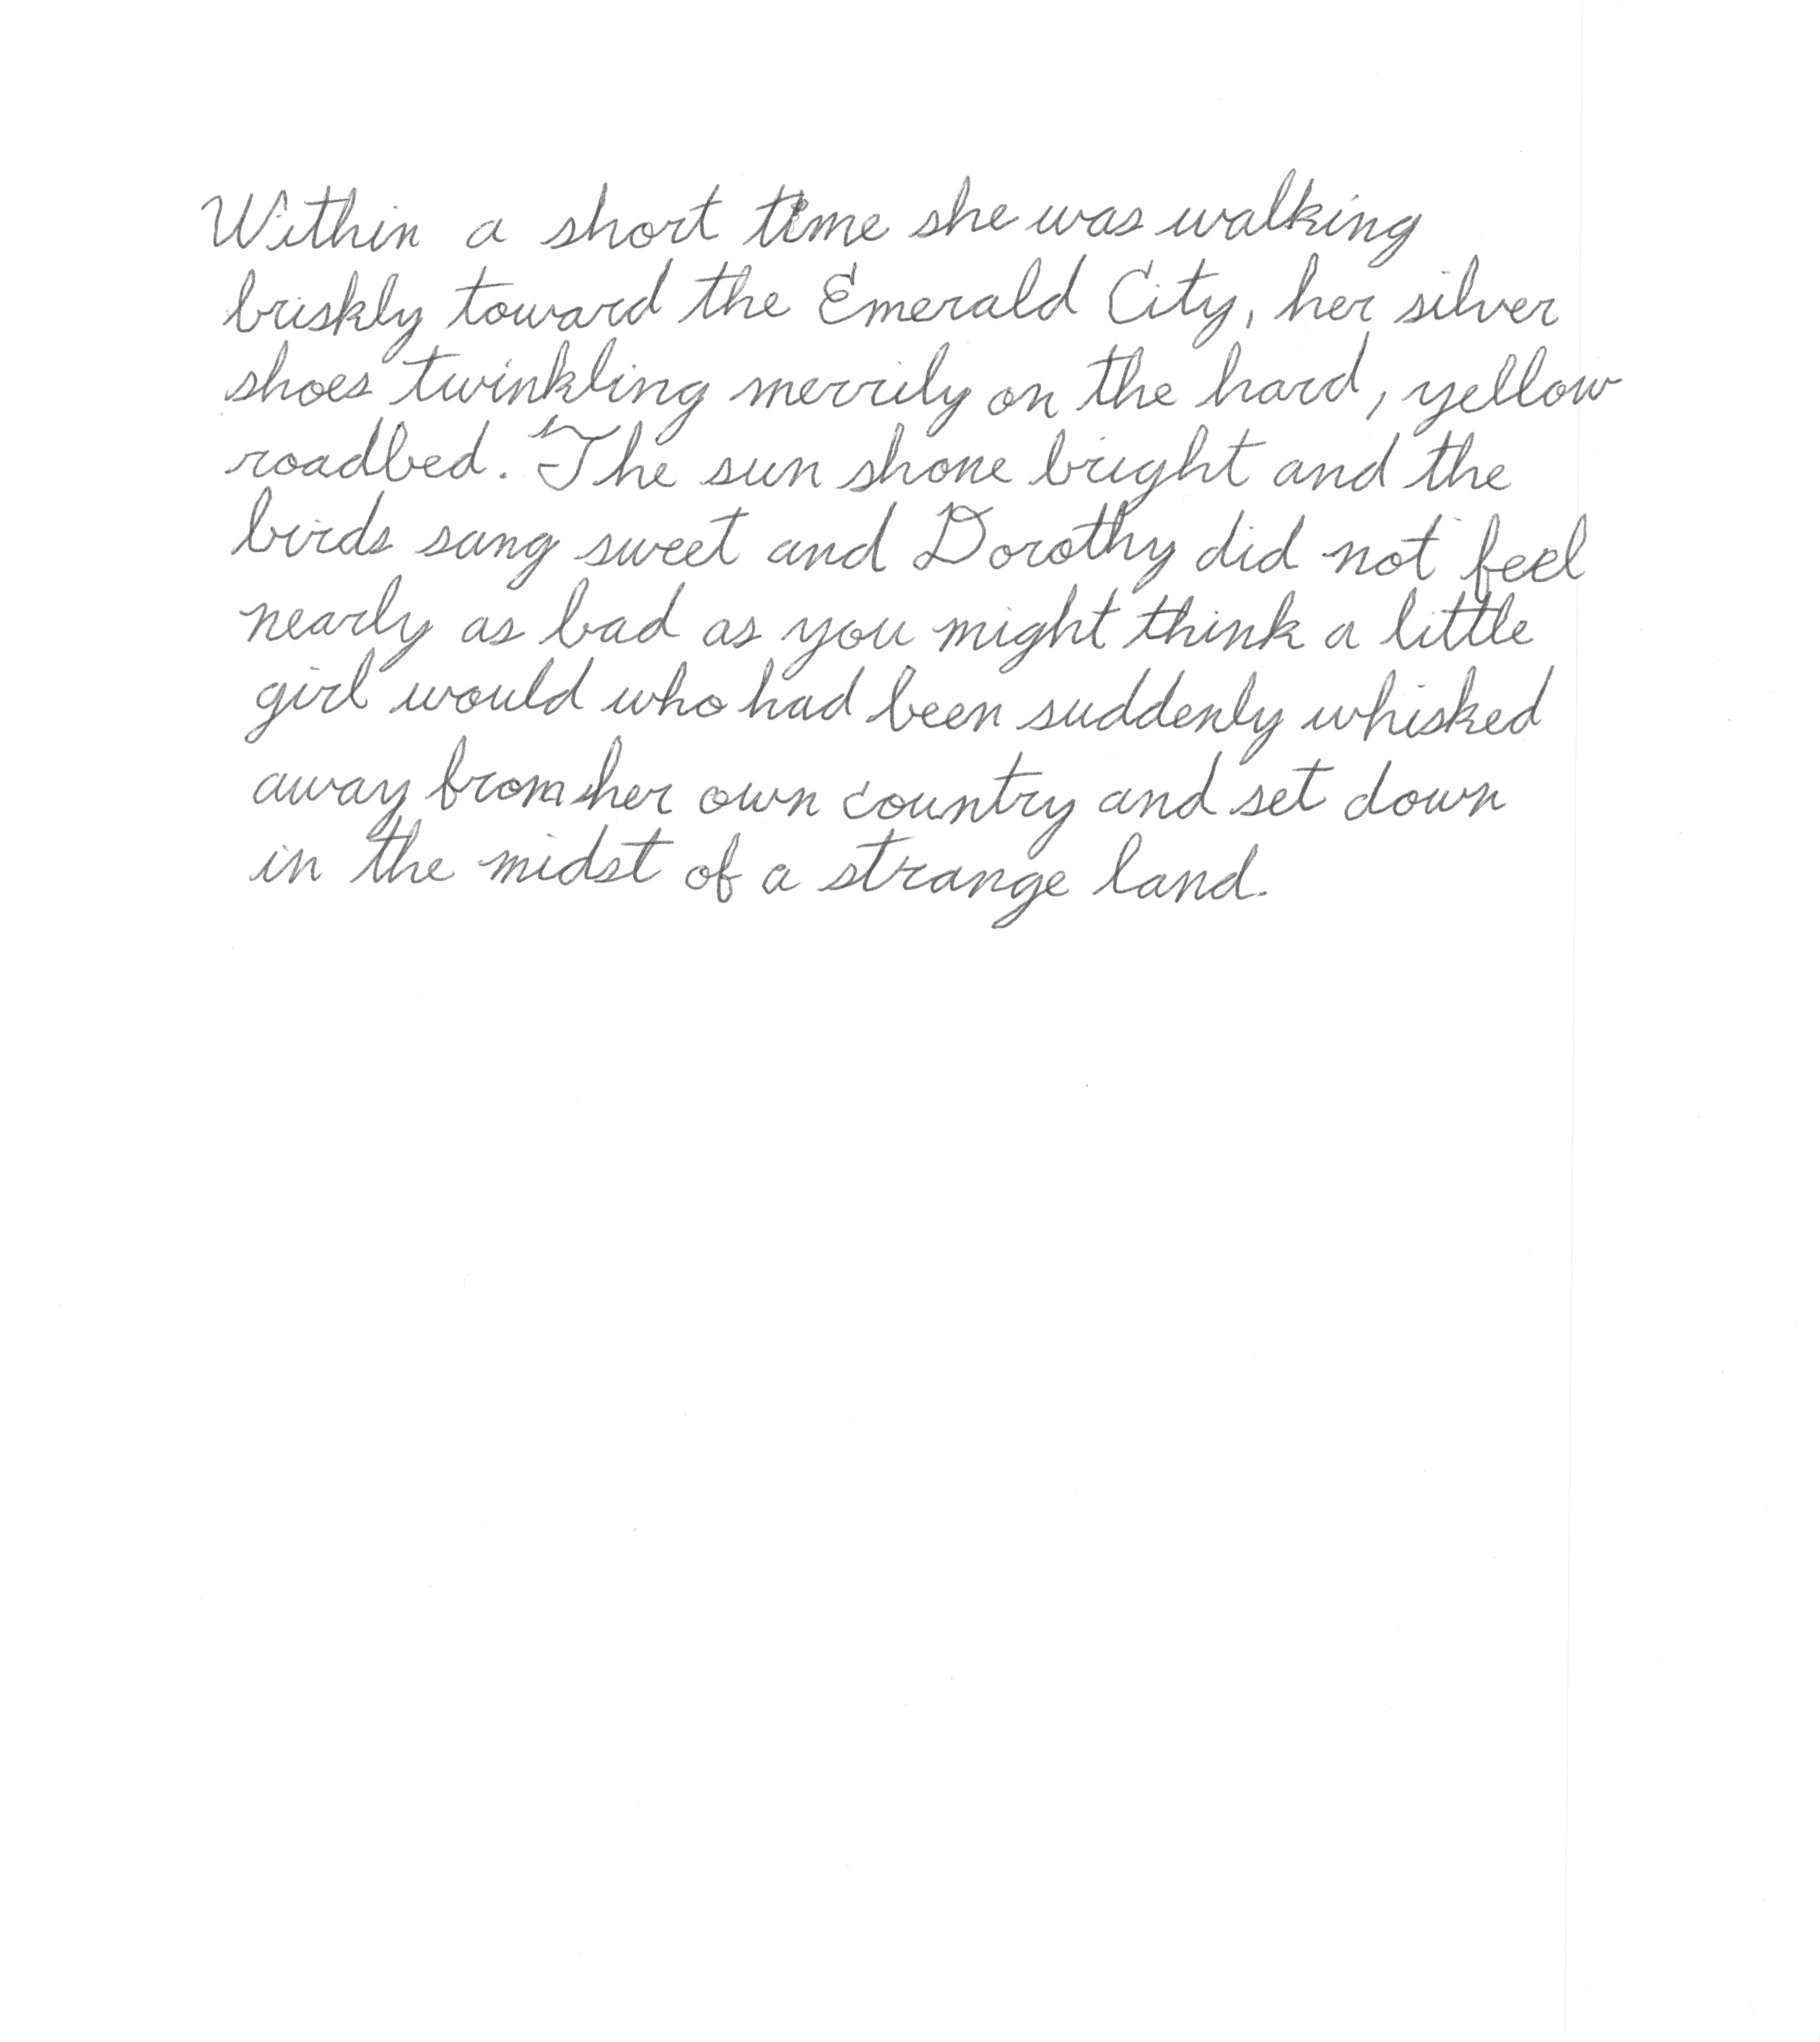 Within a short time she was walking
briskly toward the Emerald City, her silver
shoes twinkling merrily on the hard, yellow
roadbed. The sun shone bright and the
birds sang sweet and Dorothy did not feel
nearly as bad as you might think a little
girl would who had been suddenly whisked
away from her own country and set down
in the midst of a strange land.